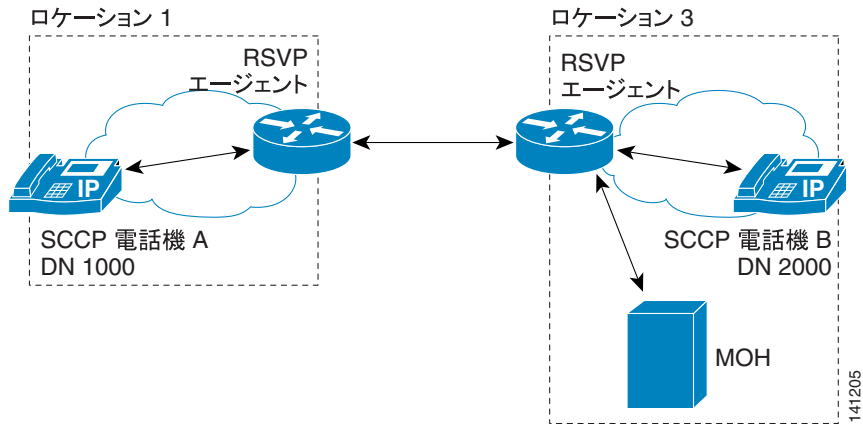 ロケーション 1
RSVP
エージェント
IP
SCCP 電話機 A
DN 1000
ロケーション 3
RSVP
エージェント
IP
SCCP 電話機 B
DN 2000
MOH
141205